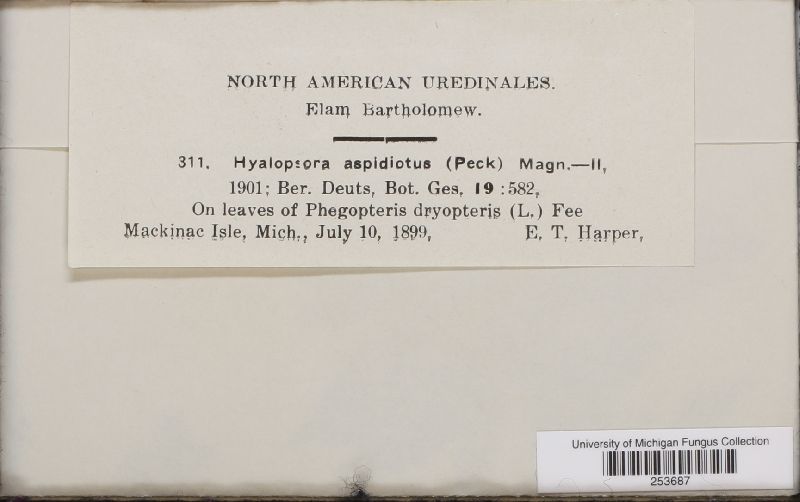 NORTH AMERICAN UREDINALES.
Elam Bartholomew.
311. Hyalopsora aspidiotus (Peck) Magn.—II,
1901; Ber. Deuts, Bot. Ges, 19 :582,
On leaves of Phegopteris dryopteris (L.) Fee
Mackinac Isle, Mich., July 10, 1899, E. T. Harper,
University of Michigan Fungus Collection
253687